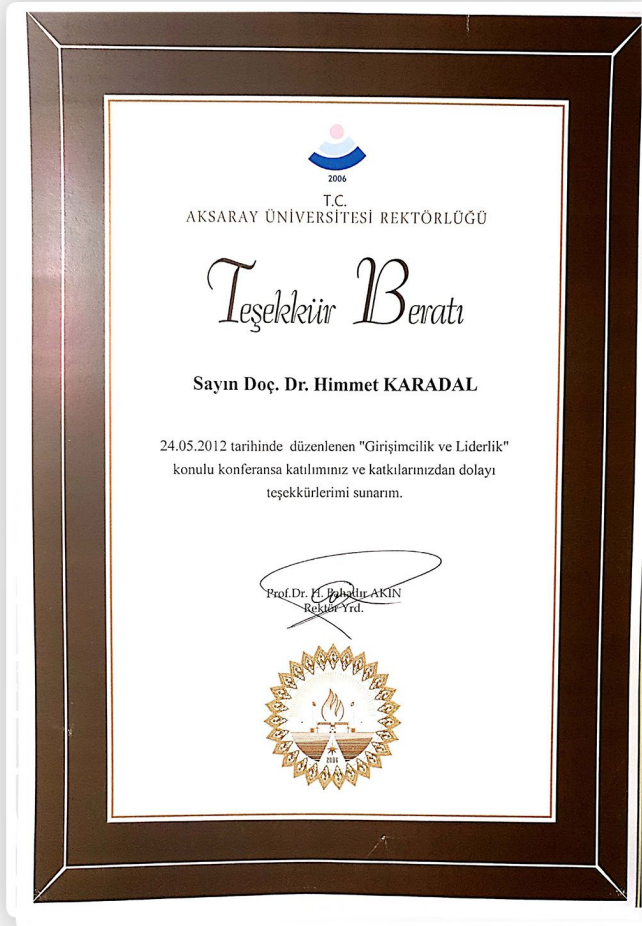 2006
T.C.
AKSARAY ÜNİVERSİTESİ REKTÖRLÜĞÜ
Teşekkür Beratı
Sayın Doç. Dr. Himmet KARADAL
24.05.2012 tarihinde düzenlenen "Girişimcilik ve Liderlik"
konulu konferansa katılımınız ve katkılarınızdan dolayı
teşekkürlerimi sunarım.
Prof.Dr. H. Bahadır AKIN
Rektör Yrd.
2006